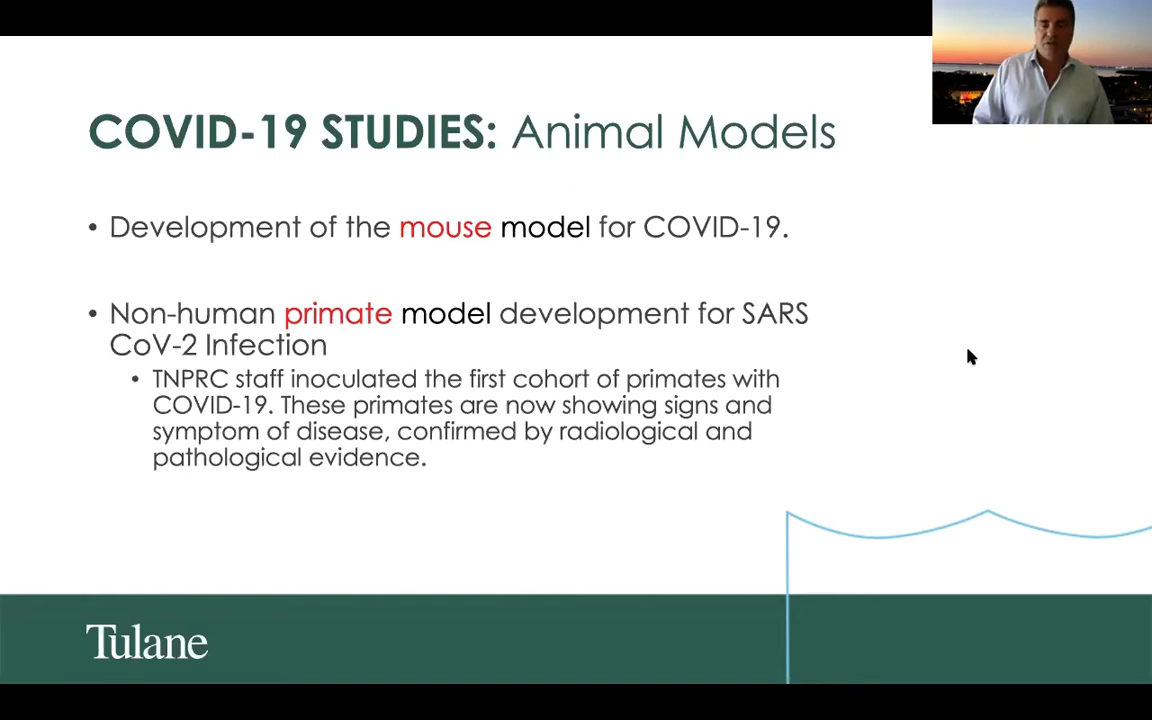 COVID-19 STUDIES: Animal Models
• Development of the mouse model for COVID-19.
• Non-human primate model development for SARS
CoV-2 Infection
• TNPRC staff inoculated the first cohort of primates with
COVID-19. These primates are now showing signs and
symptom of disease, confirmed by radiological and
pathological evidence.
Tulane